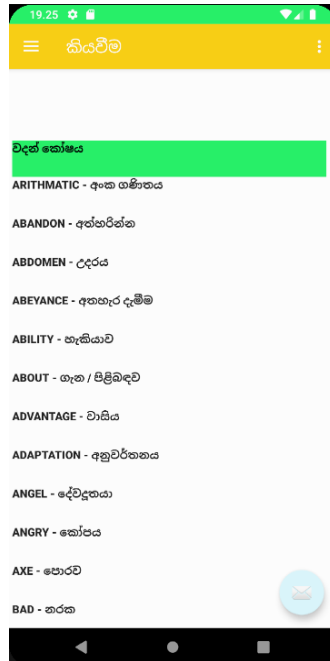 19.25
කියවීම
වදන් කෝෂය
ARITHMATIC - අංක ගණිතය
ABANDON - අත්හරින්න
ABDOMEN - උදරය
ABEYANCE - අතහැර දැමීම
ABILITY - හැකියාව
ABOUT - ගැන / පිළිබඳව
ADVANTAGE - වාසිය
ADAPTATION - අනුවර්තනය
ANGEL - දේවදූතයා
ANGRY - කෝපය
AXE - පොරව
BAD - නරක